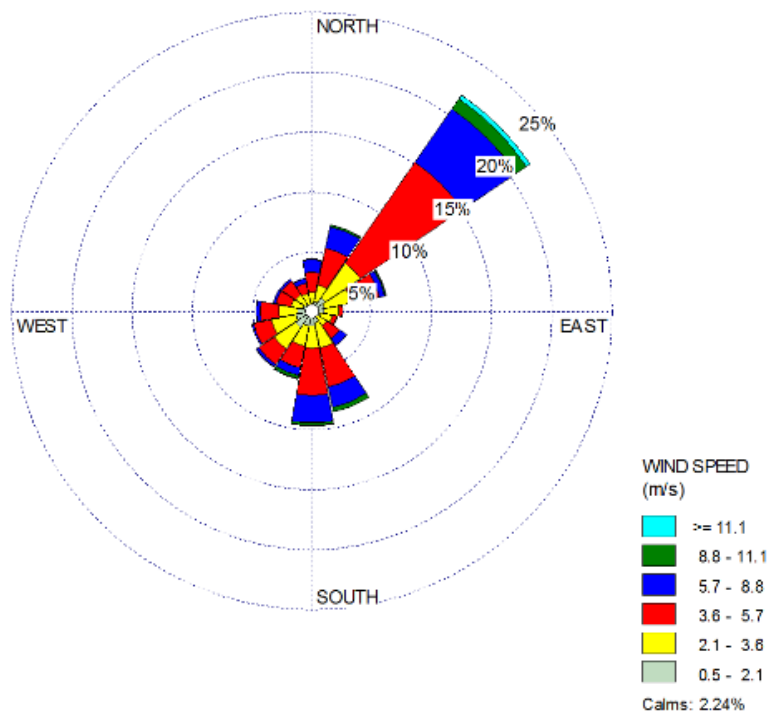 NORTH
25%
20%
15%
10%
5%
WEST
EAST
SOUTH
WIND SPEED
(m/s)
>= 11.1
8.8 - 11.1
5.7 - 8.8
3.6 - 5.7
2.1 - 3.6
0.5 - 2.1
Calms: 2.24%